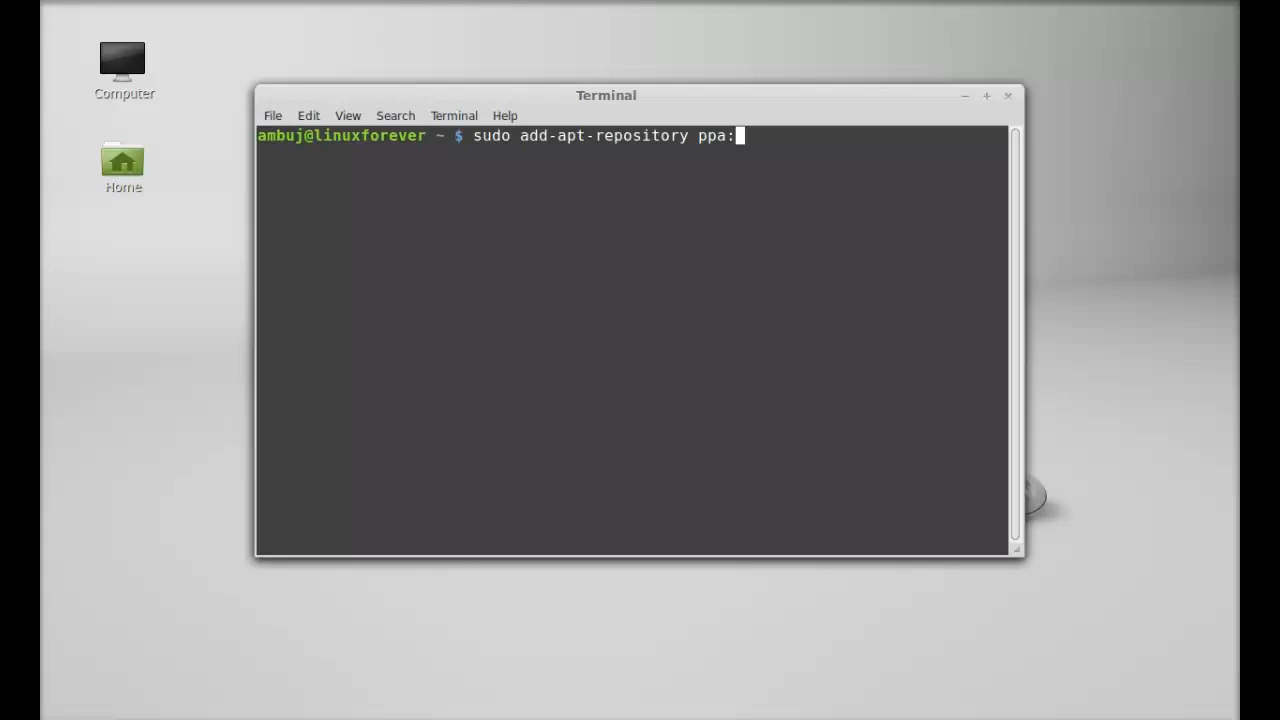 Computer
Home
Terminal
File Edit View Search Terminal Help
ambuj@linuxforever ~ $ sudo add-apt-repository ppa: